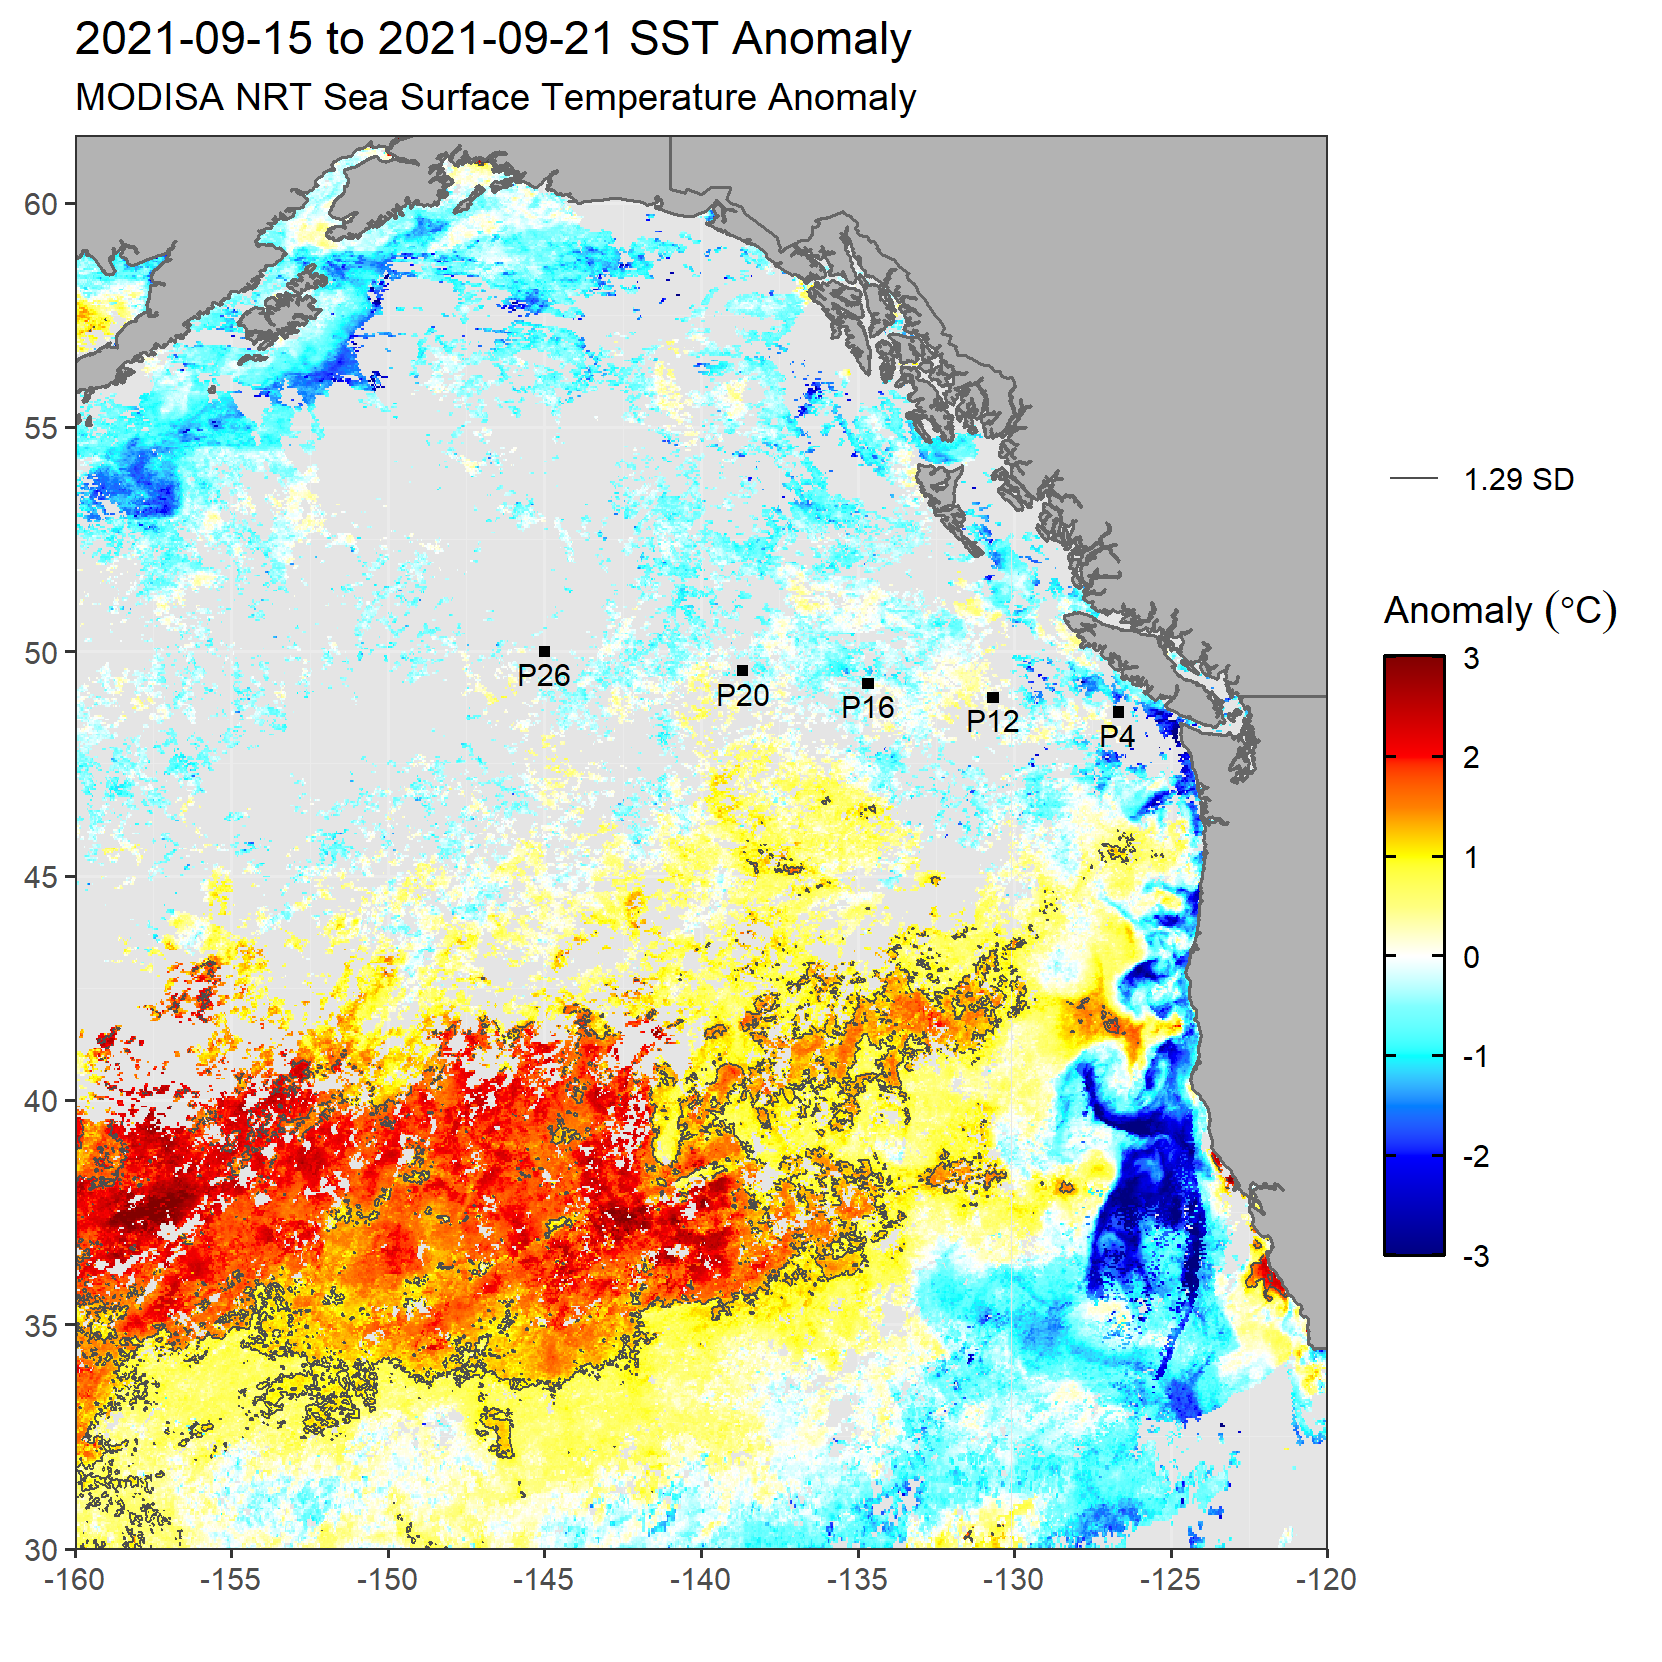 2021-09-15 to 2021-09-21 SST Anomaly
MODISA NRT Sea Surface Temperature Anomaly
60
55
50
45
40
35
30
-160
-155
-150
-145
-140
-135
-130
-125
-120
P26
P20
P16
P12
P4
1.29 SD
Anomaly (°C)
3
2
1
0
-1
-2
-3